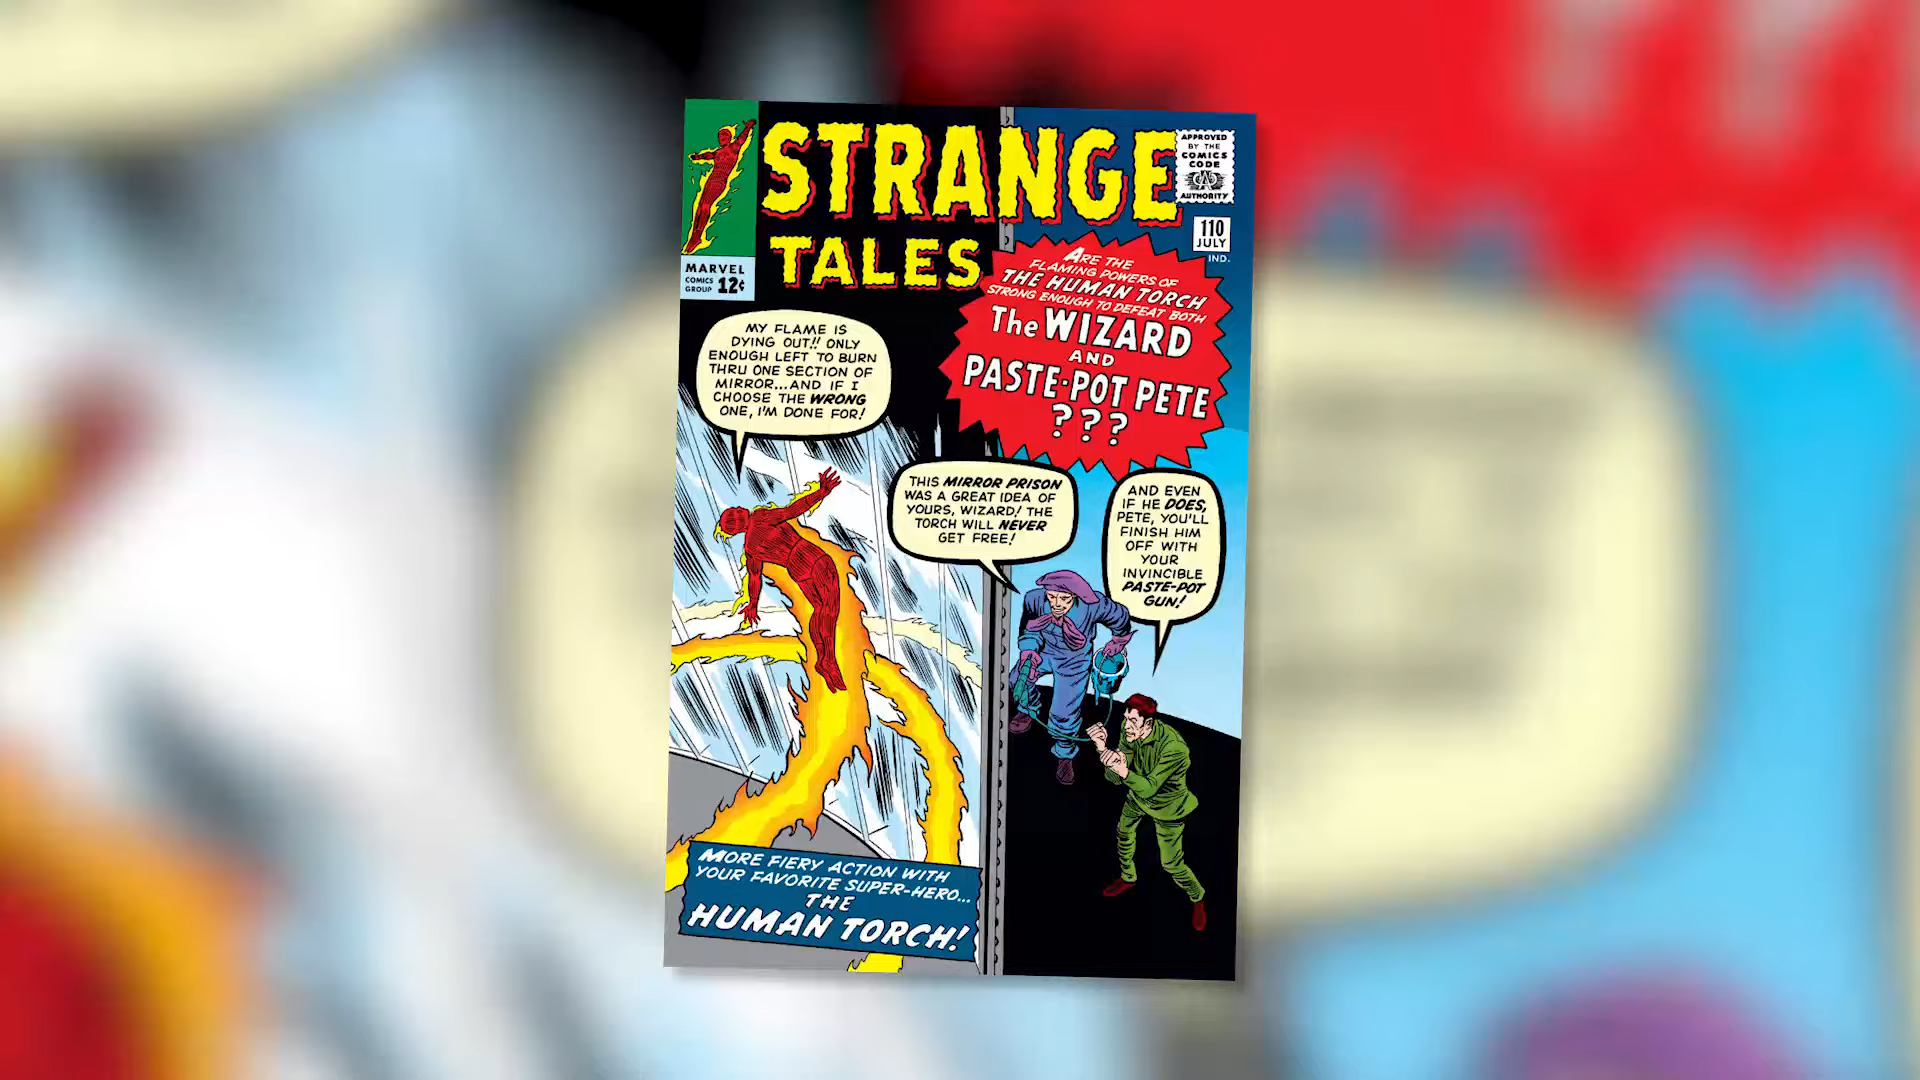 STRANGE
TALES
APPROVED
BY THE
COMICS
CODE
AUTHORITY
110
JULY
IND.
MARVEL
COMICS
GROUP 12¢
ARE THE
FLAMING POWERS OF
THE HUMAN TORCH
STRONG ENOUGH TO DEFEAT BOTH
The WIZARD
AND
PASTE-POT PETE
???
MY FLAME IS
DYING OUT!! ONLY
ENOUGH LEFT TO BURN
THRU ONE SECTION OF
MIRROR...AND IF I
CHOOSE THE WRONG
ONE, I'M DONE FOR!
THIS MIRROR PRISON
WAS A GREAT IDEA OF
YOURS, WIZARD! THE
TORCH WILL NEVER
GET FREE!
AND EVEN
IF HE DOES,
PETE, YOU'LL
FINISH HIM
OFF WITH
YOUR
INVINCIBLE
PASTE-POT
GUN!
MORE FIERY ACTION WITH
YOUR FAVORITE SUPER-HERO...
THE
HUMAN TORCH!